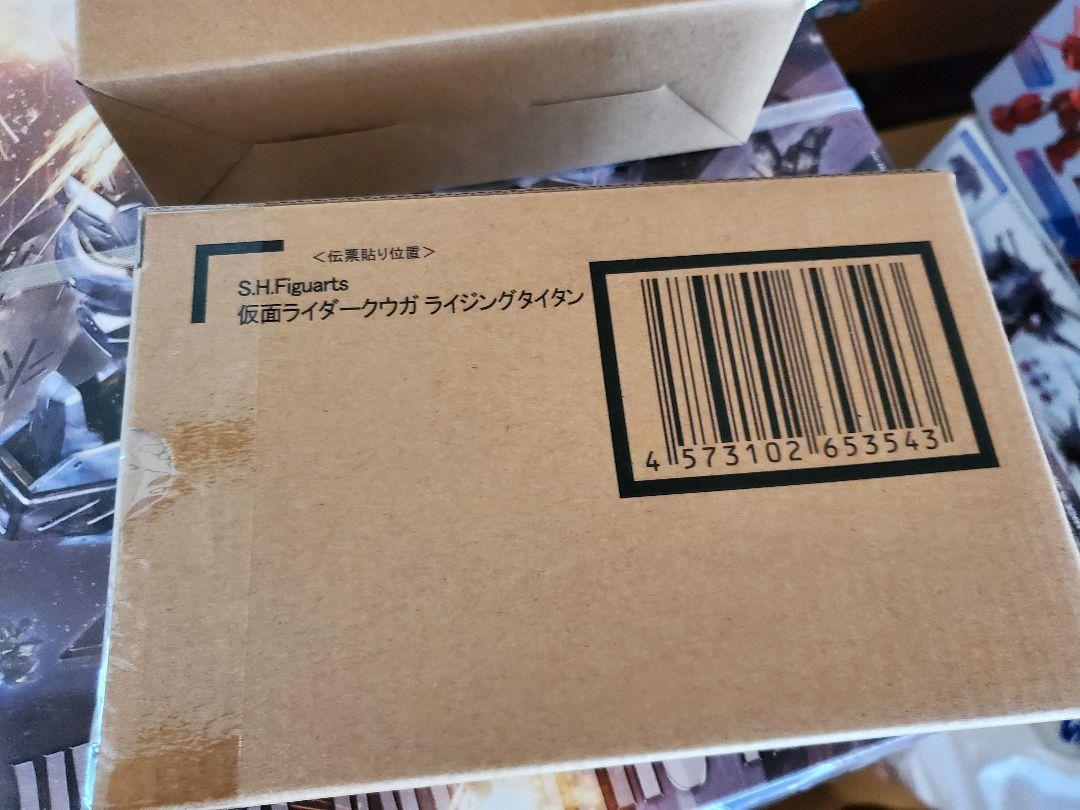 ＜伝票貼り位置＞
S.H.Figuarts
仮面ライダークウガ ライジングタイタン
4 573102 653543